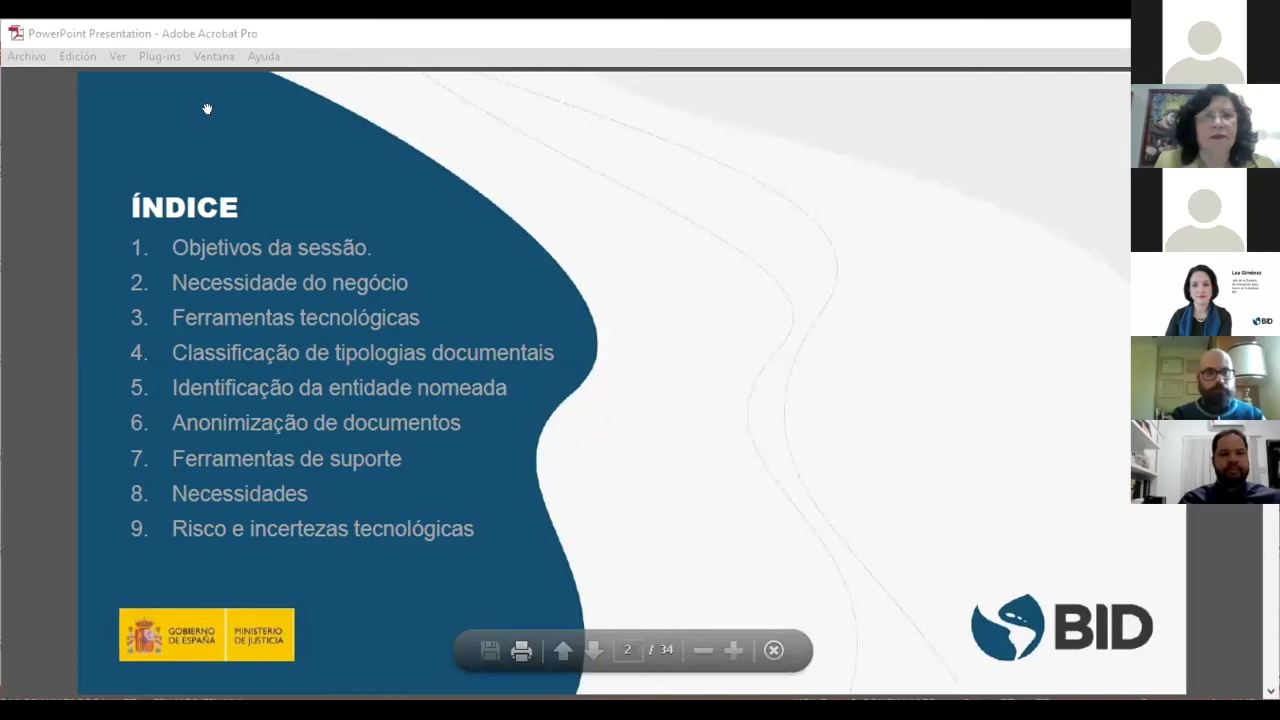 PowerPoint Presentation - Adobe Acrobat Pro
Archivo Edición Ver Plug-ins Ventana Ayuda
ÍNDICE
1. Objetivos da sessão.
2. Necessidade do negócio
3. Ferramentas tecnológicas
4. Classificação de tipologias documentais
5. Identificação da entidade nomeada
6. Anonimização de documentos
7. Ferramentas de suporte
8. Necessidades
9. Risco e incertezas tecnológicas
GOBIERNO
DE ESPAÑA
MINISTERIO
DE JUSTICIA
2 / 34
BID
Lea Giménez
BID